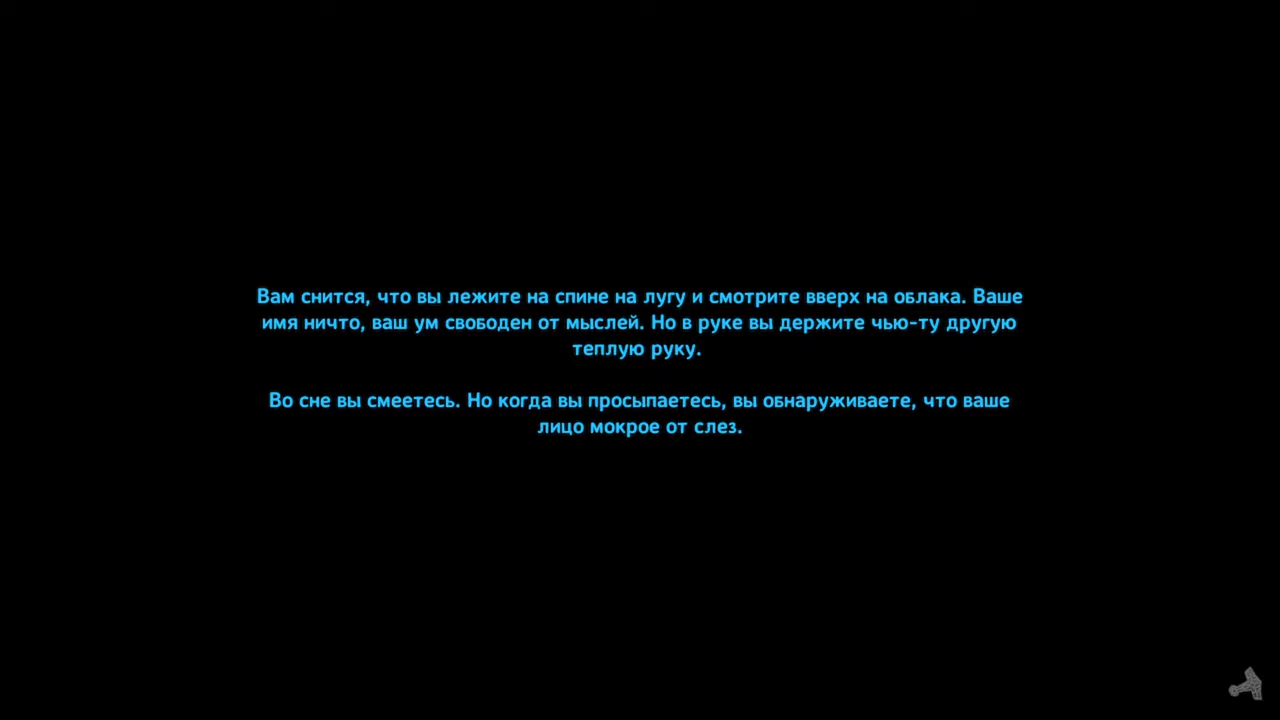 Вам снится, что вы лежите на спине на лугу и смотрите вверх на облака. Ваше
имя ничто, ваш ум свободен от мыслей. Но в руке вы держите чью-ту другую
теплую руку.
Во сне вы смеетесь. Но когда вы просыпаетесь, вы обнаруживаете, что ваше
лицо мокрое от слез.